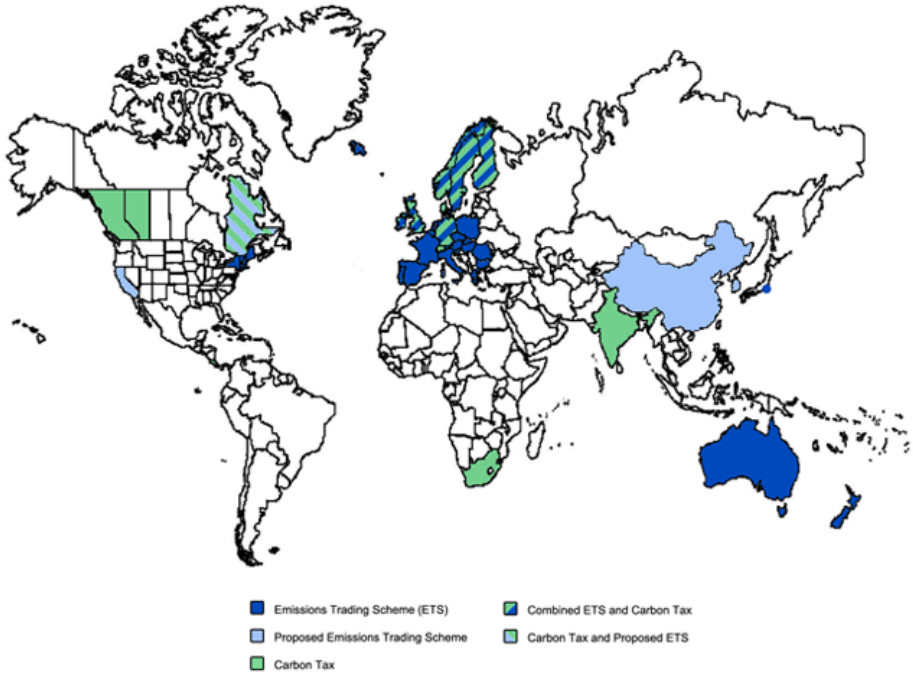 Emissions Trading Scheme (ETS)
Combined ETS and Carbon Tax
Proposed Emissions Trading Scheme
Carbon Tax and Proposed ETS
Carbon Tax